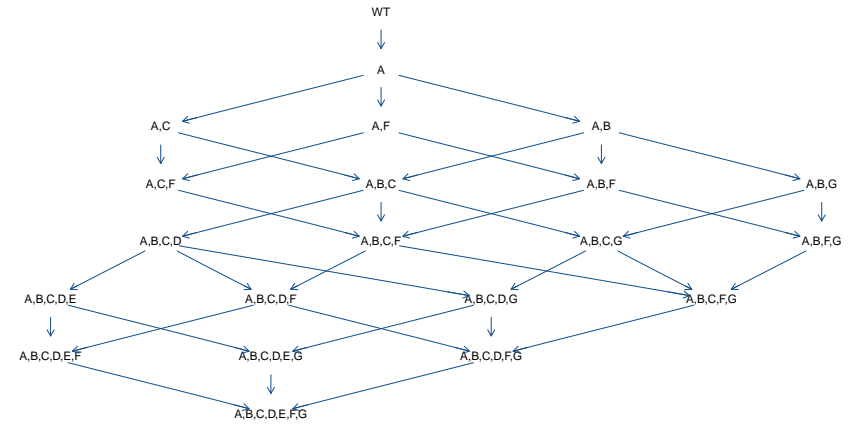 WT
A
A,C
A,F
A,B
A,C,F
A,B,C
A,B,F
A,B,G
A,B,C,D
A,B,C,F
A,B,C,G
A,B,F,G
A,B,C,D,E
A,B,C,D,F
A,B,C,D,G
A,B,C,F,G
A,B,C,D,E,F
A,B,C,D,E,G
A,B,C,D,F,G
A,B,C,D,E,F,G